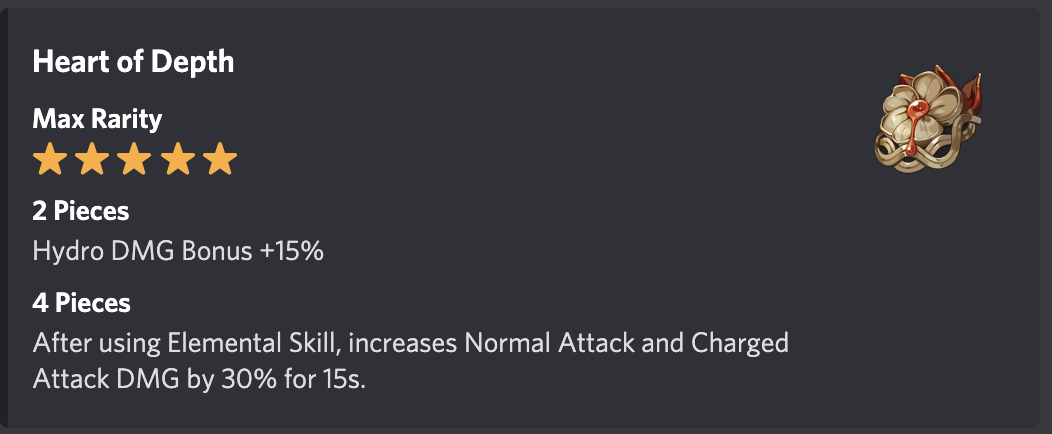 Heart of Depth
Max Rarity
2 Pieces
Hydro DMG Bonus +15%
4 Pieces
After using Elemental Skill, increases Normal Attack and Charged
Attack DMG by 30% for 15s.